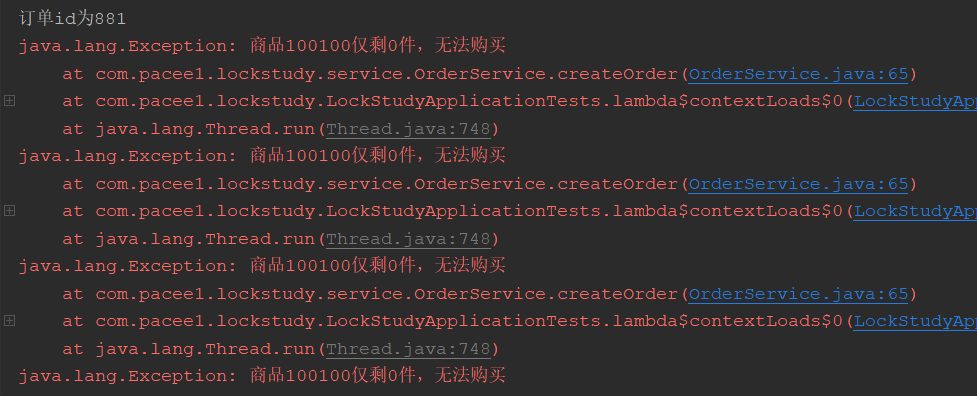 订单id为881
java.lang.Exception: 商品100100仅剩0件，无法购买
at com.pacee1.lockstudy.service.OrderService.createOrder(OrderService.java:65)
at com.pacee1.lockstudy.LockStudyApplicationTests.lambda$contextLoads$0(LockStudyApp
at java.lang.Thread.run(Thread.java:748)
java.lang.Exception: 商品100100仅剩0件，无法购买
at com.pacee1.lockstudy.service.OrderService.createOrder(OrderService.java:65)
at com.pacee1.lockstudy.LockStudyApplicationTests.lambda$contextLoads$0(LockStudyApp
at java.lang.Thread.run(Thread.java:748)
java.lang.Exception: 商品100100仅剩0件，无法购买
at com.pacee1.lockstudy.service.OrderService.createOrder(OrderService.java:65)
at com.pacee1.lockstudy.LockStudyApplicationTests.lambda$contextLoads$0(LockStudyApp
at java.lang.Thread.run(Thread.java:748)
java.lang.Exception: 商品100100仅剩0件，无法购买